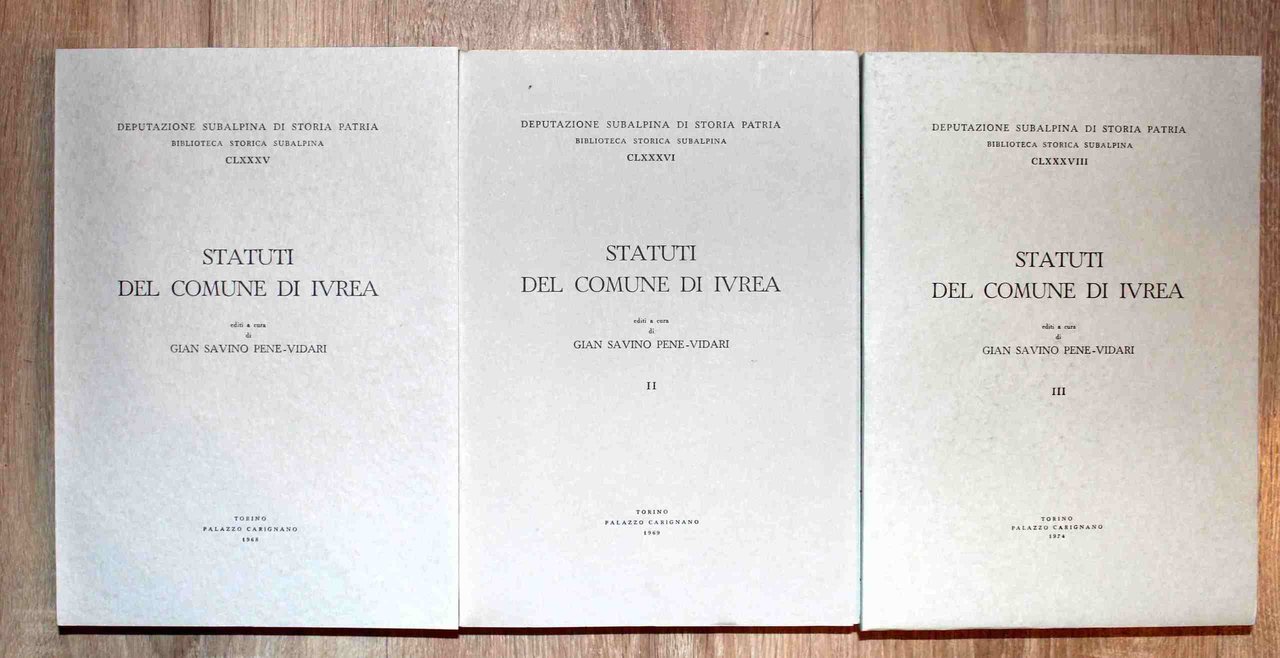 DEPUTAZIONE SUBALPINA DI STORIA PATRIA
BIBLIOTECA STORICA SUBALPINA
CLXXXV
STATUTI
DEL COMUNE DI IVREA
editi a cura
di
GIAN SAVINO PENE-VIDARI
TORINO
PALAZZO CARIGNANO
1968
DEPUTAZIONE SUBALPINA DI STORIA PATRIA
BIBLIOTECA STORICA SUBALPINA
CLXXXVI
STATUTI
DEL COMUNE DI IVREA
editi a cura
di
GIAN SAVINO PENE-VIDARI
II
TORINO
PALAZZO CARIGNANO
1969
DEPUTAZIONE SUBALPINA DI STORIA PATRIA
BIBLIOTECA STORICA SUBALPINA
CLXXXVIII
STATUTI
DEL COMUNE DI IVREA
editi a cura
di
GIAN SAVINO PENE-VIDARI
III
TORINO
PALAZZO CARIGNANO
1974